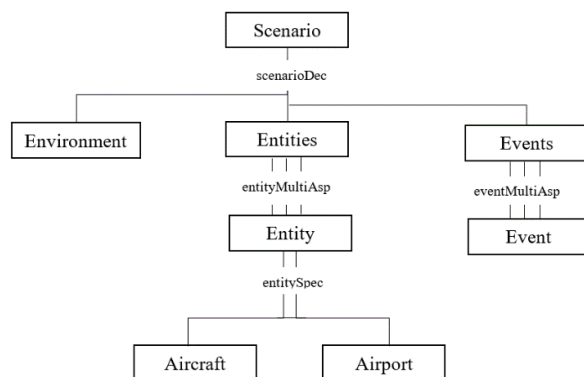 Scenario
scenarioDec
Environment
Entities
Events
entityMultiAsp
eventMultiAsp
Entity
Event
entitySpec
Aircraft
Airport